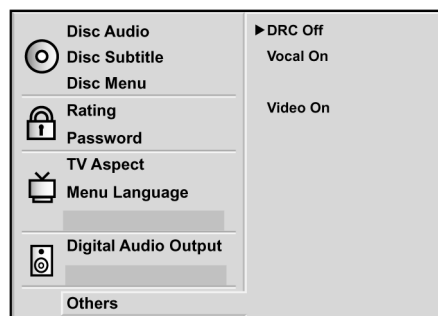 Disc Audio
Disc Subtitle
Disc Menu
Rating
Password
TV Aspect
Menu Language
Digital Audio Output
Others
DRC Off
Vocal On
Video On